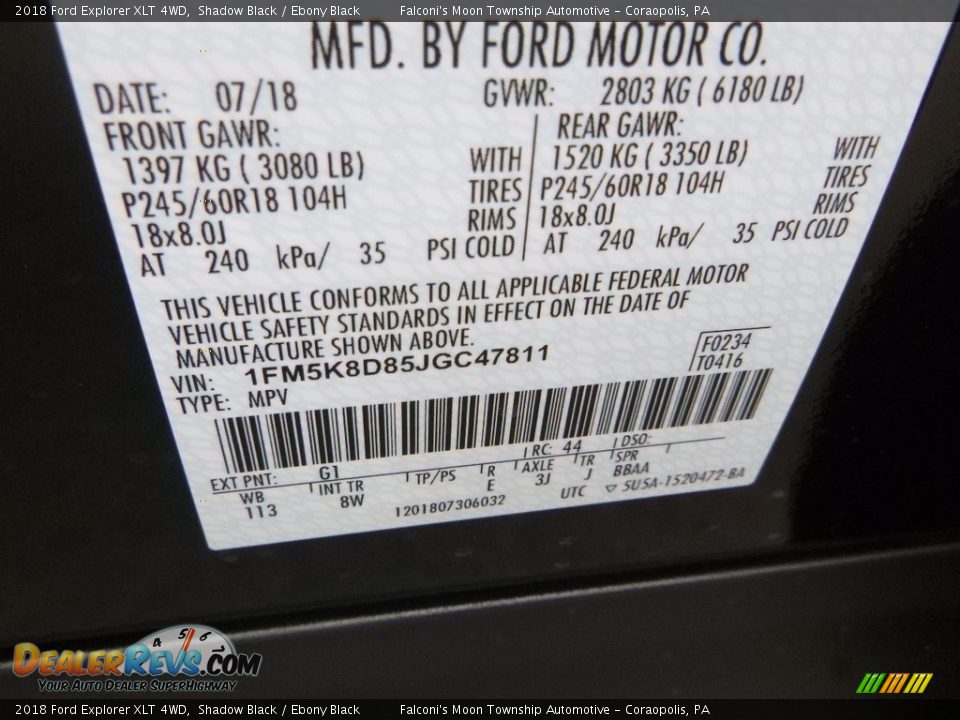 2018 Ford Explorer XLT 4WD, Shadow Black / Ebony Black Falconi's Moon Township Automotive - Coraopolis, PA
MFD. BY FORD MOTOR CO.
DATE: 07/18 GVWR: 2803 KG ( 6180 LB)
FRONT GAWR: REAR GAWR:
1397 KG ( 3080 LB) WITH 1520 KG ( 3350 LB) WITH
P245/60R18 104H TIRES P245/60R18 104H TIRES
18x8.0J RIMS 18x8.0J RIMS
AT 240 kPa/ 35 PSI COLD AT 240 kPa/ 35 PSI COLD
THIS VEHICLE CONFORMS TO ALL APPLICABLE FEDERAL MOTOR
VEHICLE SAFETY STANDARDS IN EFFECT ON THE DATE OF
MANUFACTURE SHOWN ABOVE.
VIN: 1FM5K8D85JGC47811 F0234
TYPE: MPV T0416
EXT PNT: G1 RC: 44 DSO:
WB INT TR TP/PS R AXLE TR SPR
113 8W E 3J J BBAA
1201807306032 UTC ▽ 5U5A-1520472-BA
DEALERREVS.COM
4 5 6 7
YOUR AUTO DEALER SUPERHIGHWAY
2018 Ford Explorer XLT 4WD, Shadow Black / Ebony Black Falconi's Moon Township Automotive - Coraopolis, PA